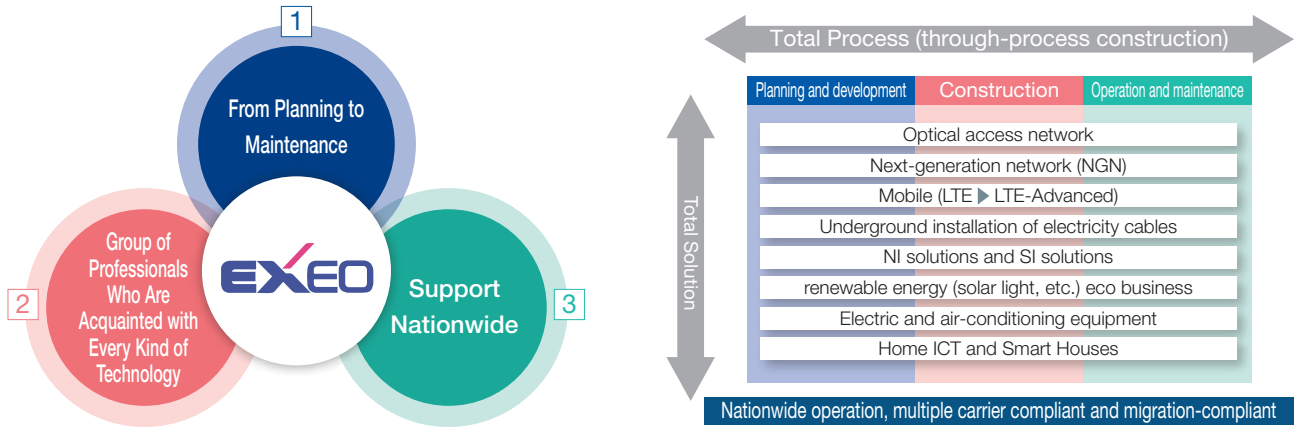 1
From Planning to
Maintenance
2
Group of
Professionals
Who Are
Acquainted with
Every Kind of
Technology
EXEO
Support
Nationwide
3
Total Process (through-process construction)
Total Solution
Planning and development
Construction
Operation and maintenance
Optical access network
Next-generation network (NGN)
Mobile (LTE ▶ LTE-Advanced)
Underground installation of electricity cables
NI solutions and SI solutions
renewable energy (solar light, etc.) eco business
Electric and air-conditioning equipment
Home ICT and Smart Houses
Nationwide operation, multiple carrier compliant and migration-compliant